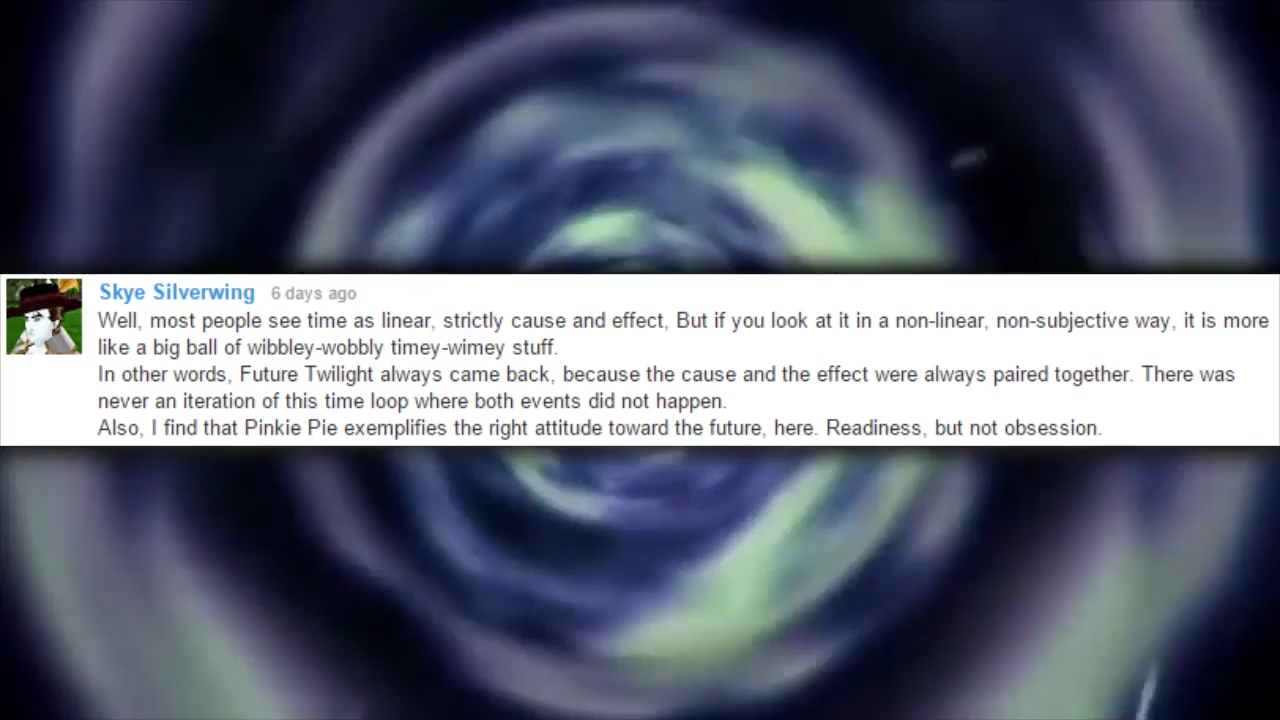 Skye Silverwing 6 days ago
Well, most people see time as linear, strictly cause and effect, But if you look at it in a non-linear, non-subjective way, it is more
like a big ball of wibbley-wobbly timey-wimey stuff.
In other words, Future Twilight always came back, because the cause and the effect were always paired together. There was
never an iteration of this time loop where both events did not happen.
Also, I find that Pinkie Pie exemplifies the right attitude toward the future, here. Readiness, but not obsession.